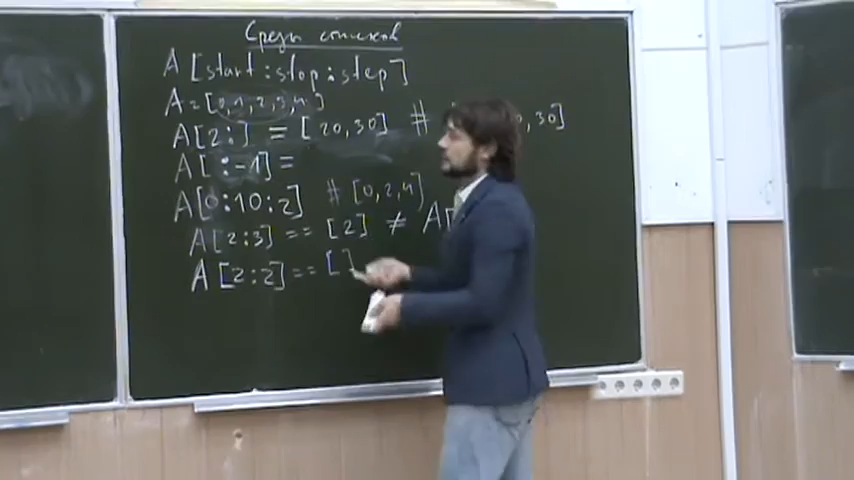 Срезы списков
A [start : stop : step]
A = [0,1,2,3,4]
A [2:] = [20,30] # , 30]
A [ : -1] =
A [0:10:2] # [0,2,4]
A [2:3] == [2] ≠ A[
A [2:2] == [ ]